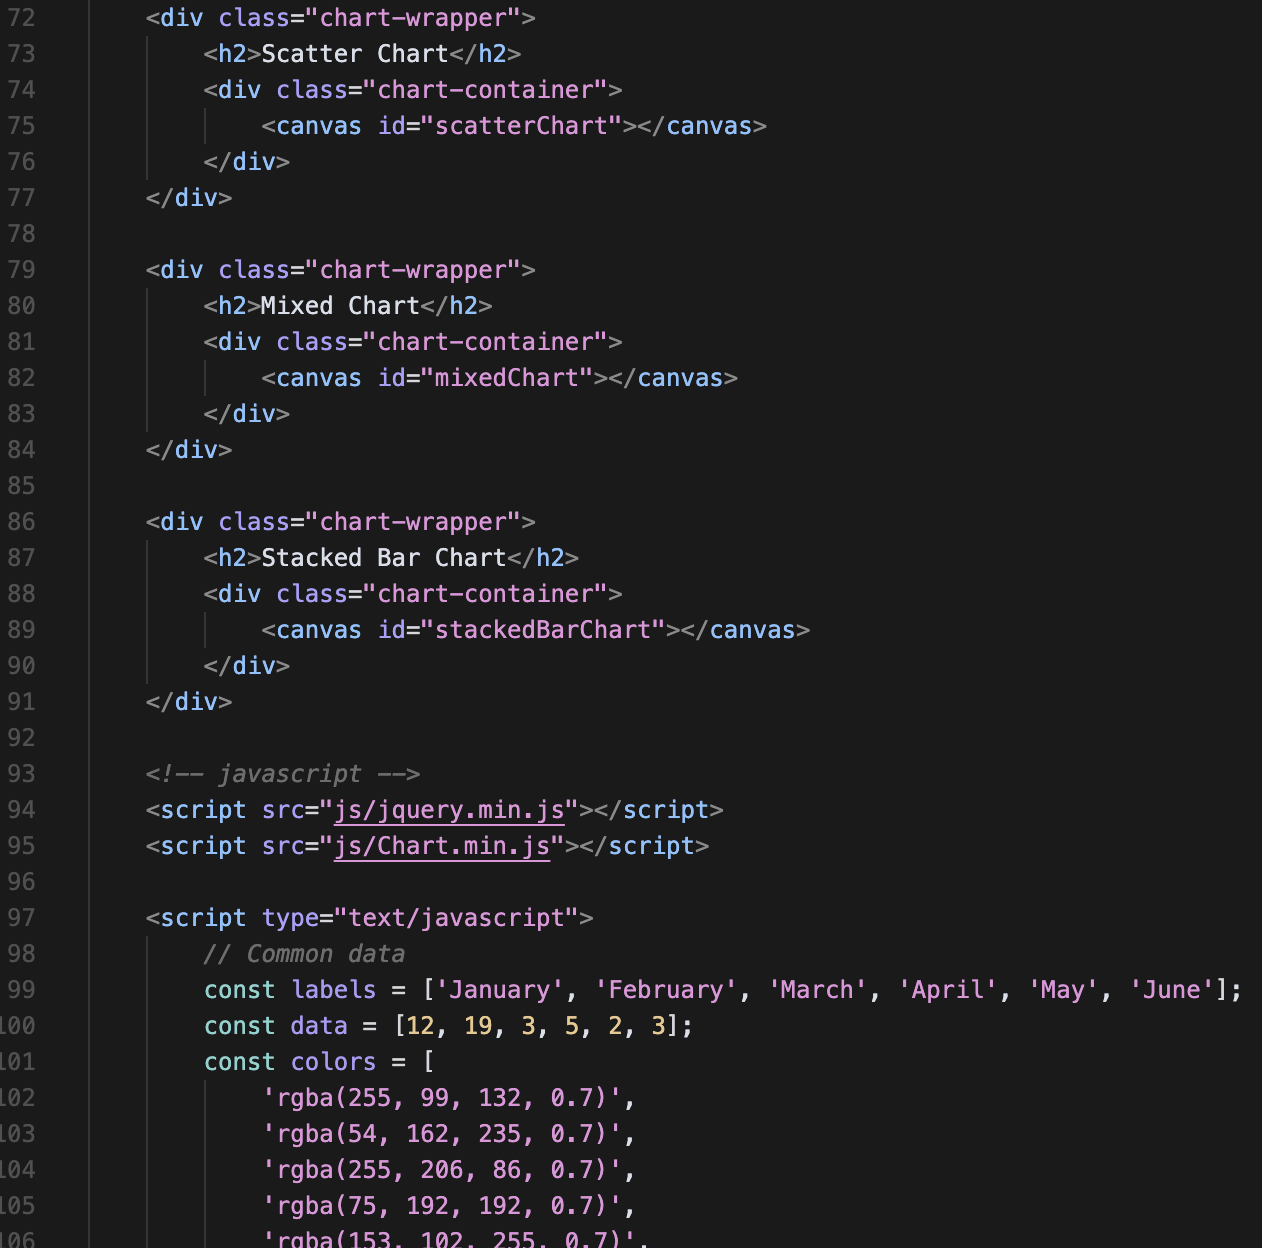 72 <div class="chart-wrapper">
73 <h2>Scatter Chart</h2>
74 <div class="chart-container">
75 <canvas id="scatterChart"></canvas>
76 </div>
77 </div>
78
79 <div class="chart-wrapper">
80 <h2>Mixed Chart</h2>
81 <div class="chart-container">
82 <canvas id="mixedChart"></canvas>
83 </div>
84 </div>
85
86 <div class="chart-wrapper">
87 <h2>Stacked Bar Chart</h2>
88 <div class="chart-container">
89 <canvas id="stackedBarChart"></canvas>
90 </div>
91 </div>
92
93 <!-- javascript -->
94 <script src="js/jquery.min.js"></script>
95 <script src="js/Chart.min.js"></script>
96
97 <script type="text/javascript">
98 // Common data
99 const labels = ['January', 'February', 'March', 'April', 'May', 'June'];
100 const data = [12, 19, 3, 5, 2, 3];
101 const colors = [
102 'rgba(255, 99, 132, 0.7)',
103 'rgba(54, 162, 235, 0.7)',
104 'rgba(255, 206, 86, 0.7)',
105 'rgba(75, 192, 192, 0.7)',
106 'rgba(153, 102, 255, 0.7)',